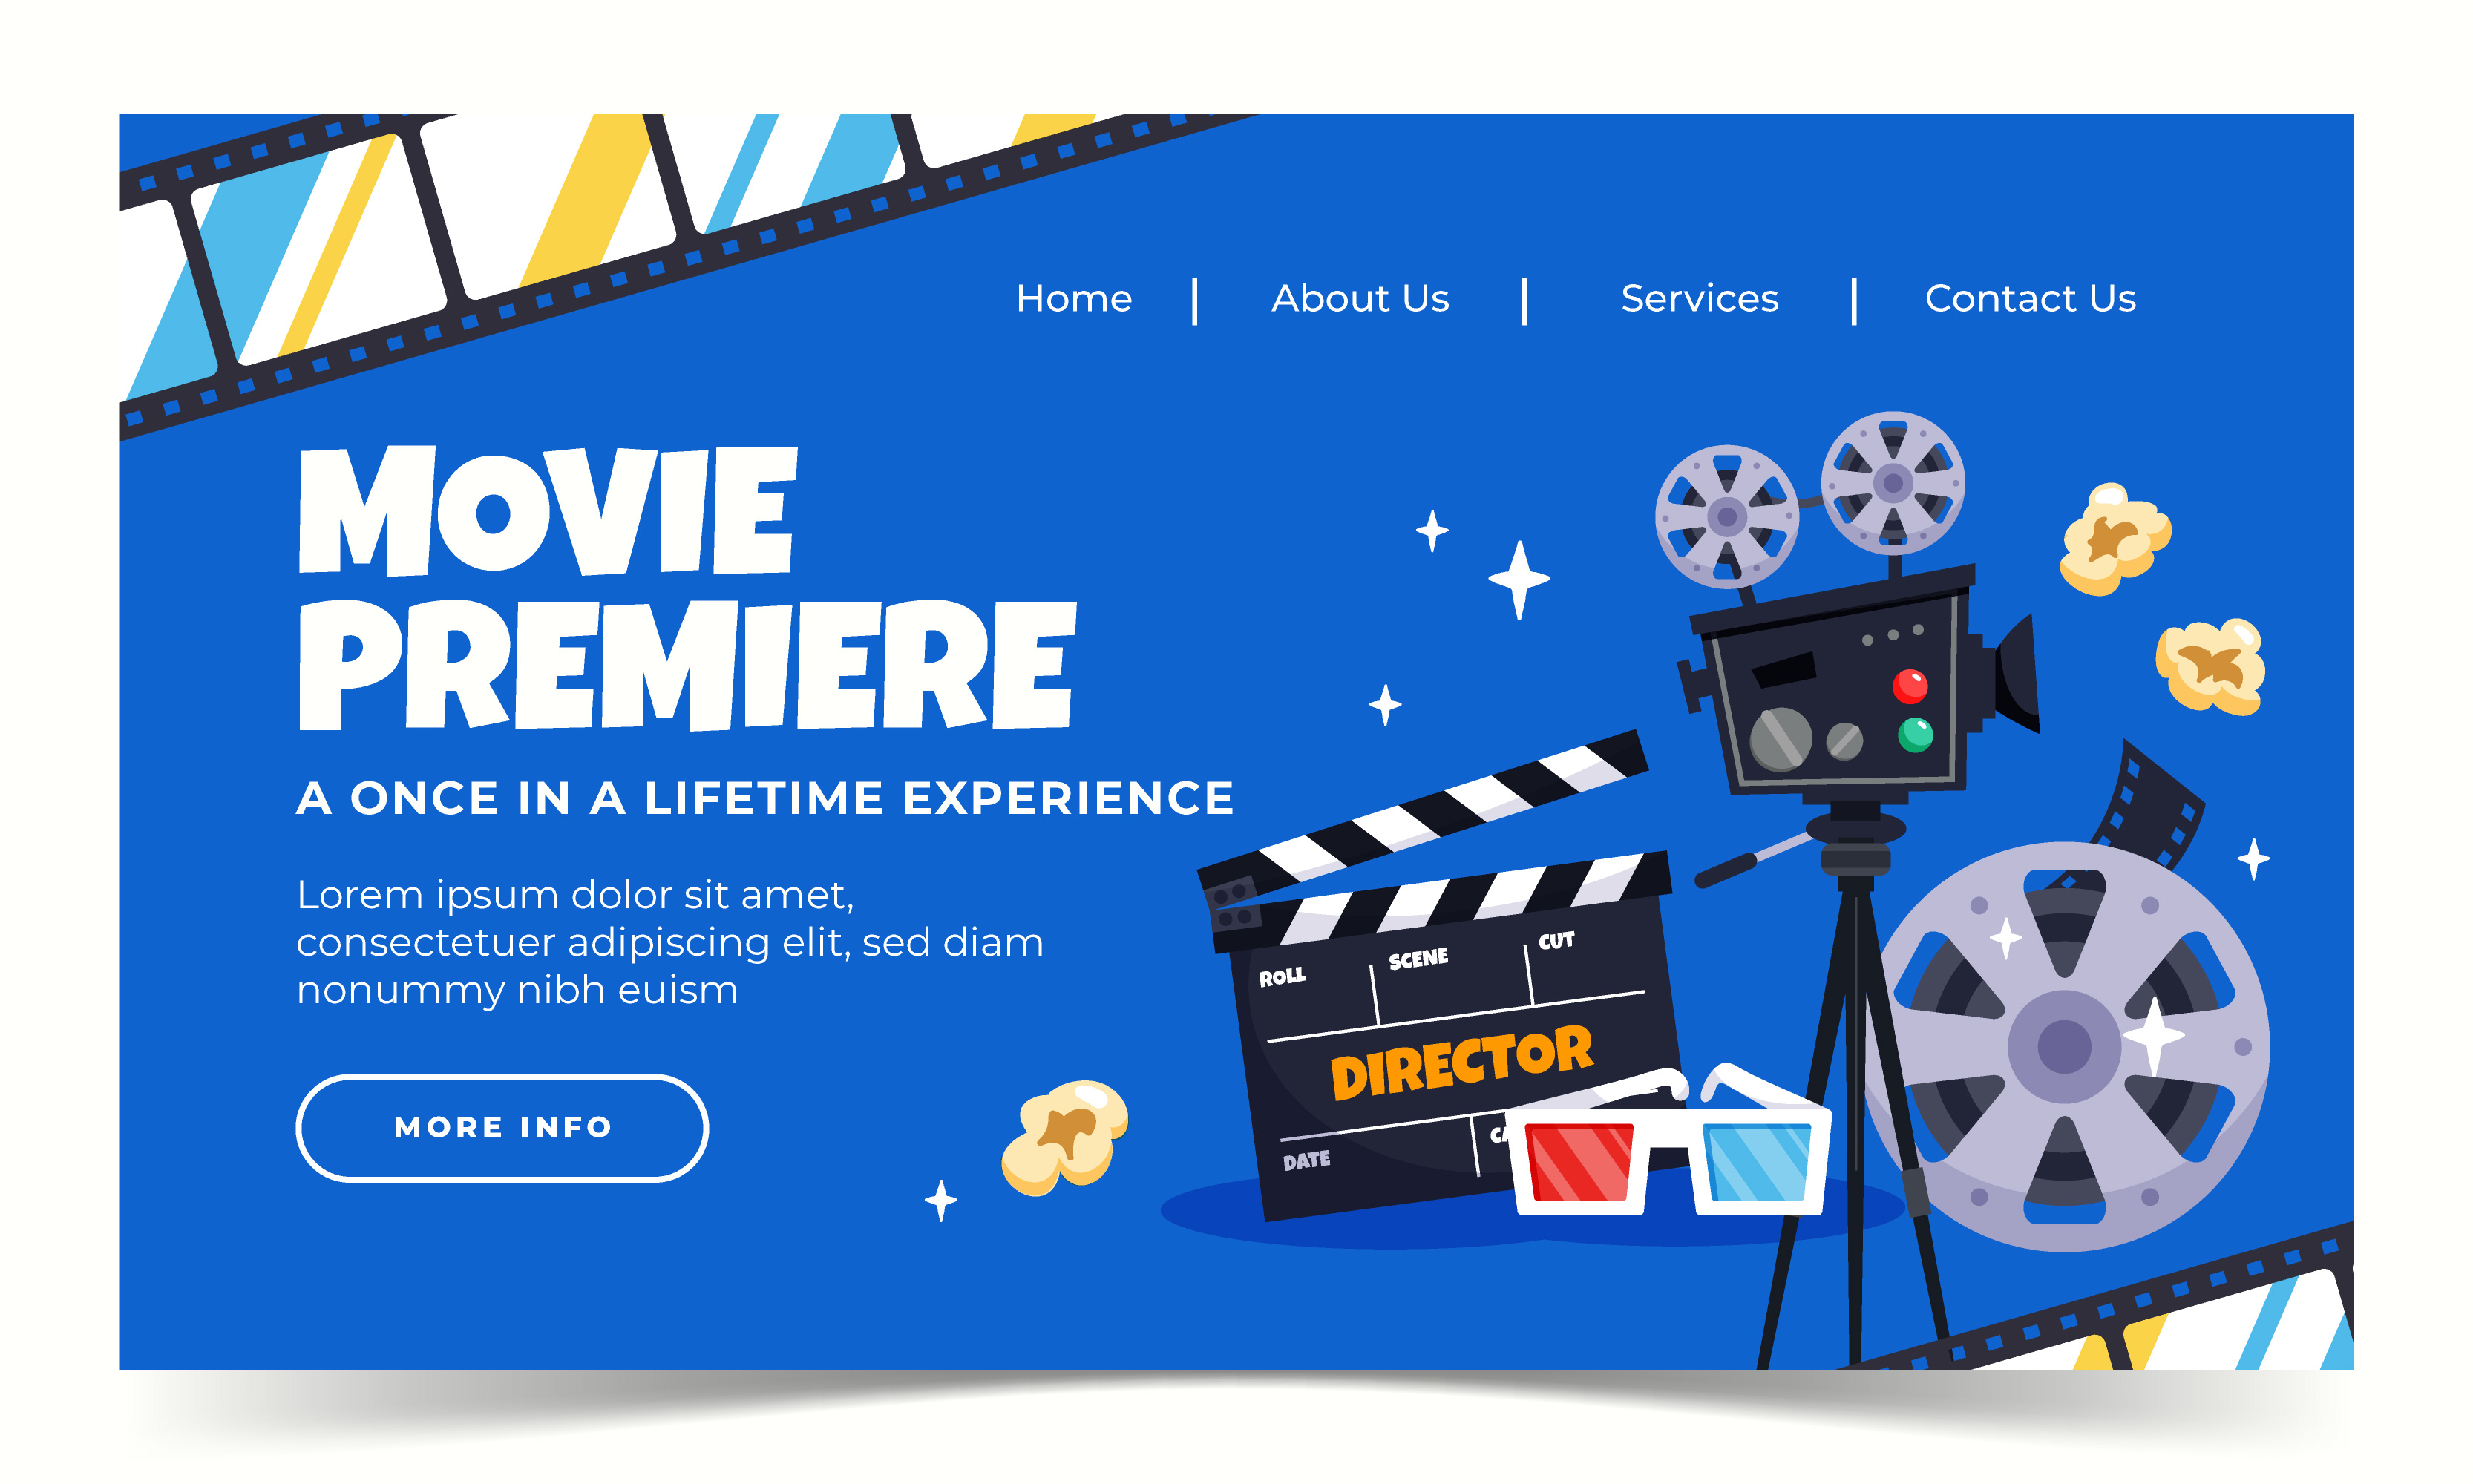 Home | About Us | Services | Contact Us
MOVIE
PREMIERE
A ONCE IN A LIFETIME EXPERIENCE
Lorem ipsum dolor sit amet,
consectetuer adipiscing elit, sed diam
nonummy nibh euism
MORE INFO
ROLL
SCENE
CUT
DIRECTOR
DATE